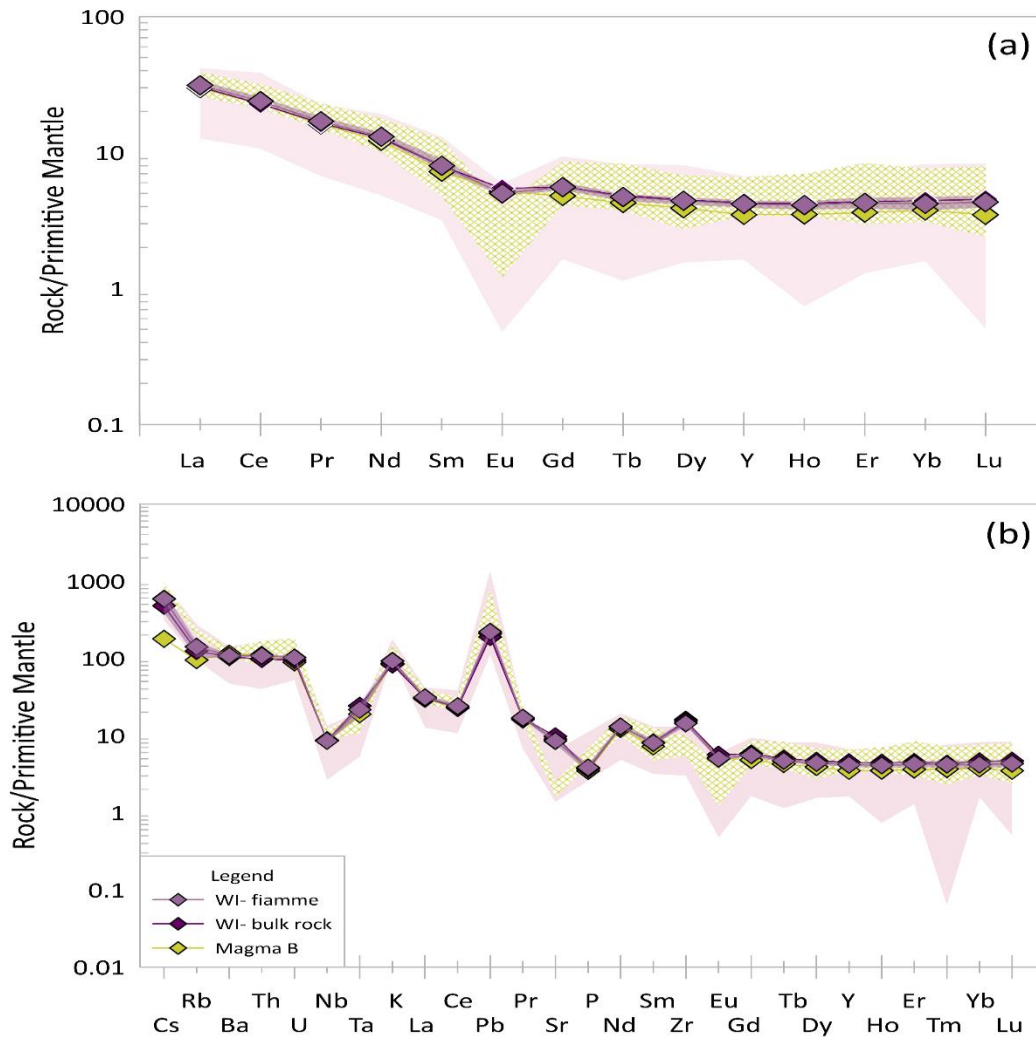 (a)
Rock/Primitive Mantle
100
10
1
0.1
La Ce Pr Nd Sm Eu Gd Tb Dy Y Ho Er Yb Lu
(b)
Rock/Primitive Mantle
10000
1000
100
10
1
0.1
0.01
Legend
WI- fiamme
WI- bulk rock
Magma B
Rb Th Nb K Ce Pr P Sm Eu Tb Y Er Yb
Cs Ba U Ta La Pb Sr Nd Zr Gd Dy Ho Tm Lu